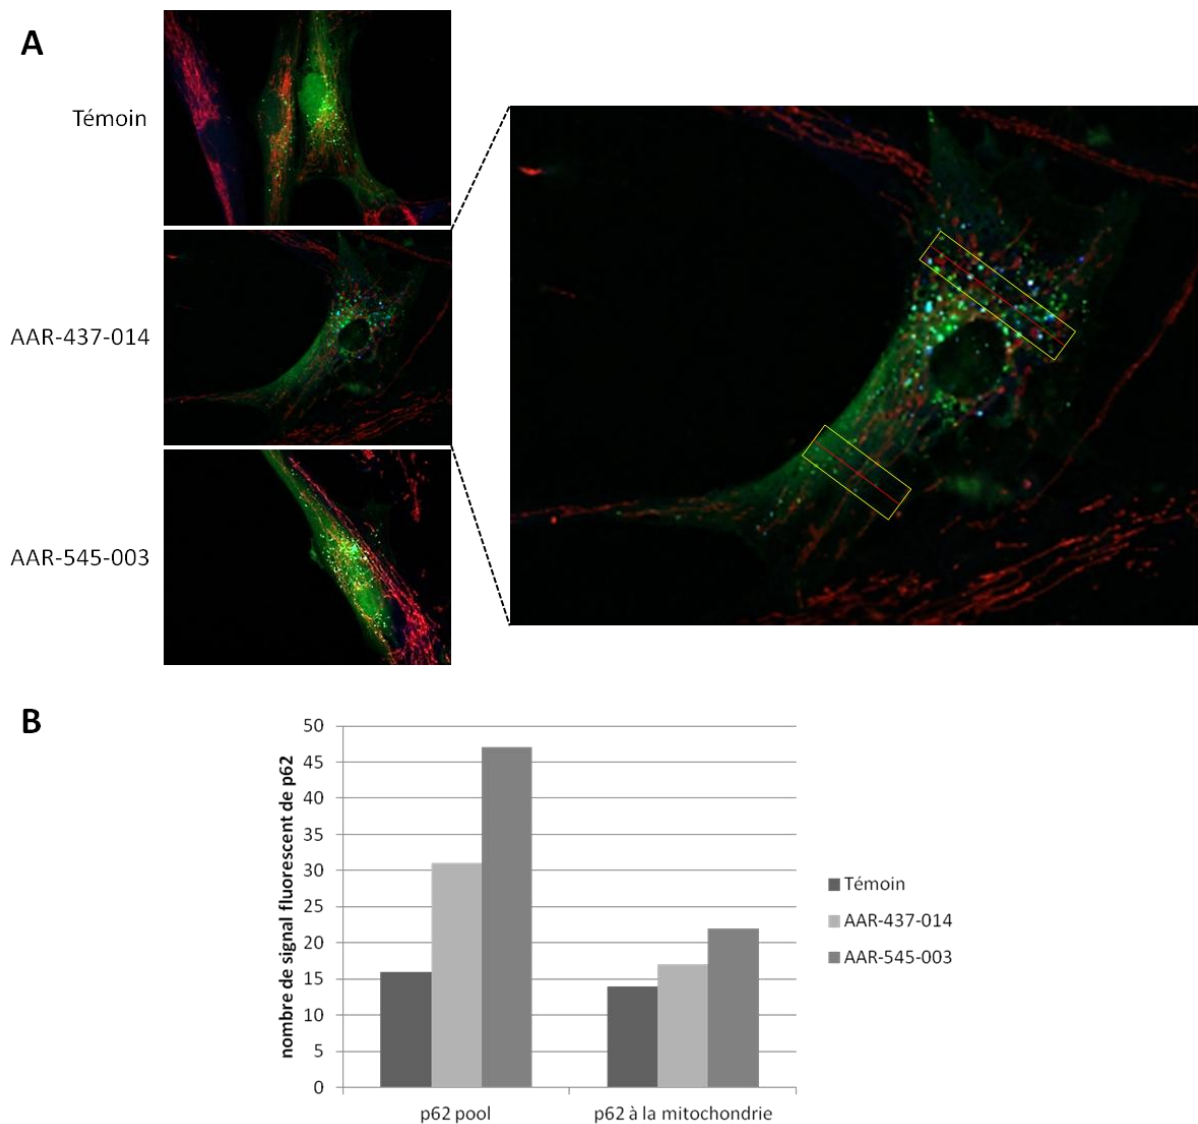 A
Témoin
AAR-437-014
AAR-545-003
B
nombre de signal fluorescent de p62
50
45
40
35
30
25
20
15
10
5
0
p62 pool
p62 à la mitochondrie
Témoin
AAR-437-014
AAR-545-003